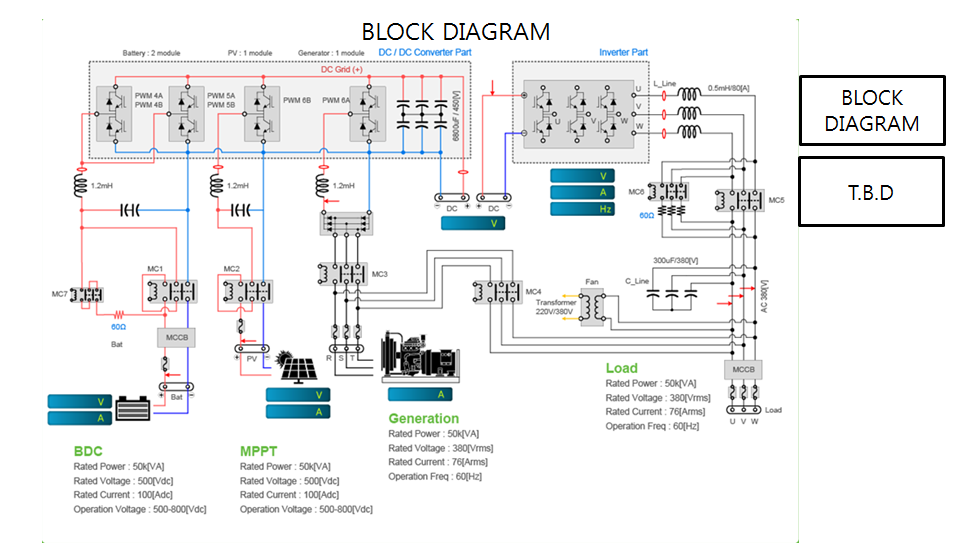 BLOCK DIAGRAM
Battery : 2 module
PV : 1 module
Generator : 1 module
DC / DC Converter Part
Inverter Part
DC Grid (+)
PWM 4A
PWM 4B
PWM 5A
PWM 5B
PWM 6B
PWM 6A
6800uF / 450[V]
U
V
W
U
V
W
L_Line
0.5mH/80[A]
BLOCK
DIAGRAM
T.B.D
1.2mH
1.2mH
1.2mH
DC
DC
V
V
A
Hz
MC6
60Ω
MC5
MC7
MC1
MC2
MC3
MC4
60Ω
Bat
MCCB
Bat
PV
R S T
Fan
Transformer
220V/380V
300uF/380[V]
C_Line
AC 380[V]
MCCB
Load
U V W
V
A
V
A
A
BDC
Rated Power : 50k[VA]
Rated Voltage : 500[Vdc]
Rated Current : 100[Adc]
Operation Voltage : 500-800[Vdc]
MPPT
Rated Power : 50k[VA]
Rated Voltage : 500[Vdc]
Rated Current : 100[Adc]
Operation Voltage : 500-800[Vdc]
Generation
Rated Power : 50k[VA]
Rated Voltage : 380[Vrms]
Rated Current : 76[Arms]
Operation Freq : 60[Hz]
Load
Rated Power : 50k[VA]
Rated Voltage : 380[Vrms]
Rated Current : 76[Arms]
Operation Freq : 60[Hz]